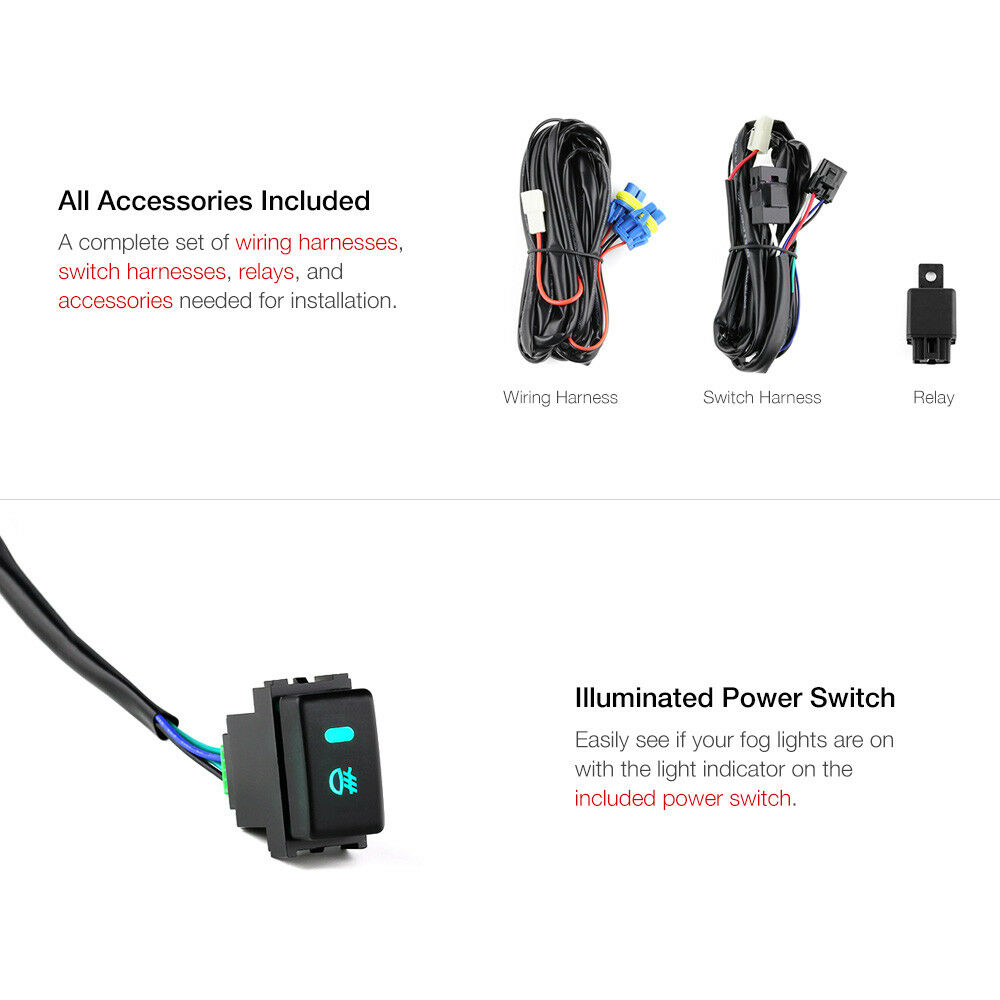 All Accessories Included
A complete set of wiring harnesses,
switch harnesses, relays, and
accessories needed for installation.
Wiring Harness
Switch Harness
Relay
Illuminated Power Switch
Easily see if your fog lights are on
with the light indicator on the
included power switch.